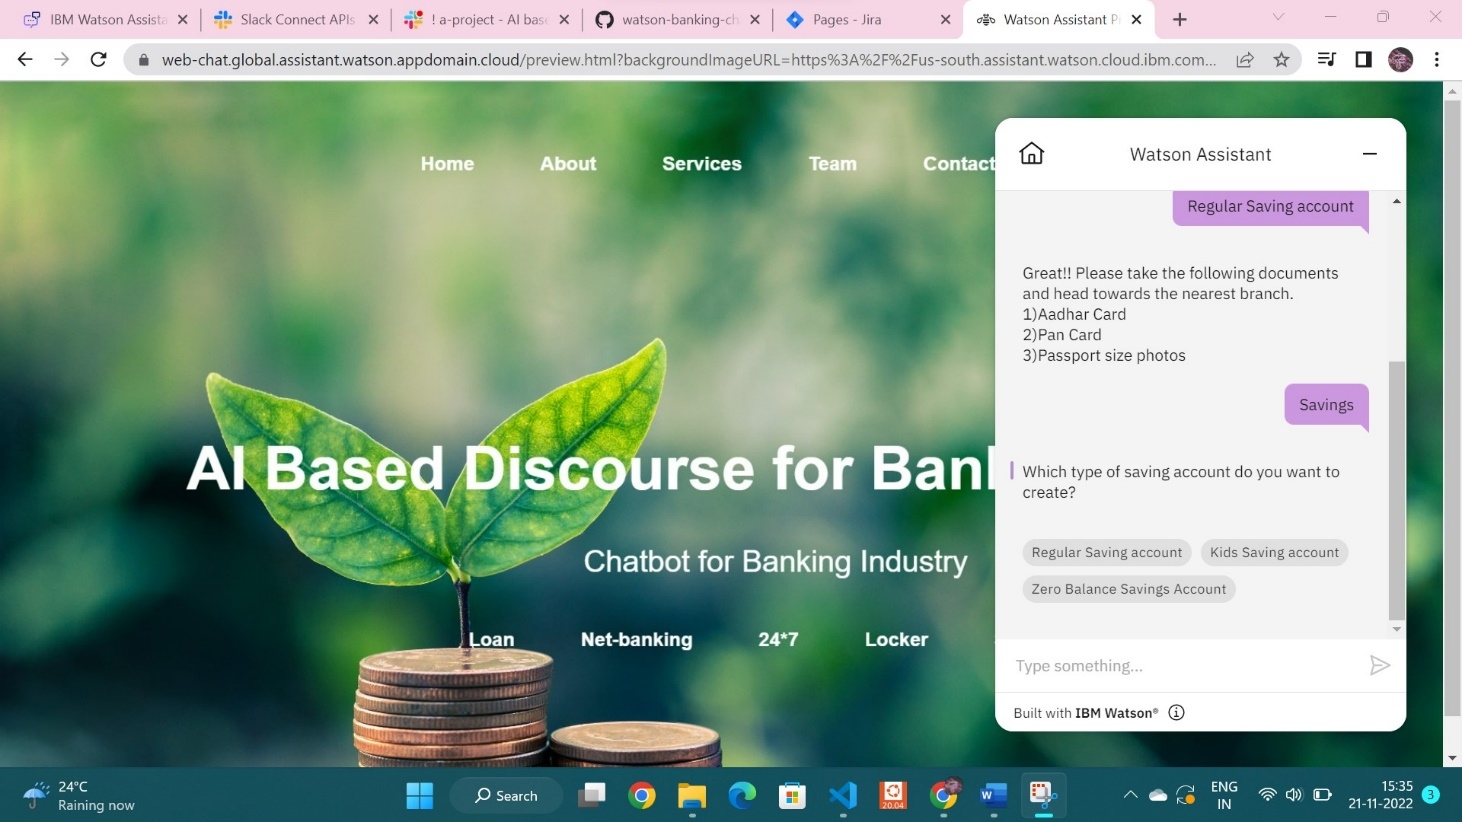 IBM Watson Assista
Slack Connect APIs
! a-project - AI base
watson-banking-ch
Pages - Jira
Watson Assistant P
web-chat.global.assistant.watson.appdomain.cloud/preview.html?backgroundImageURL=https%3A%2F%2Fus-south.assistant.watson.cloud.ibm.com...
Home About Services Team Contact
AI Based Discourse for Ban
Chatbot for Banking Industry
Loan Net-banking 24*7 Locker
Watson Assistant
Regular Saving account
Great!! Please take the following documents
and head towards the nearest branch.
1)Aadhar Card
2)Pan Card
3)Passport size photos
Savings
Which type of saving account do you want to
create?
Regular Saving account Kids Saving account
Zero Balance Savings Account
Type something...
Built with IBM Watson®
24°C
Raining now
Search
20.04
ENG
IN
15:35
21-11-2022
3